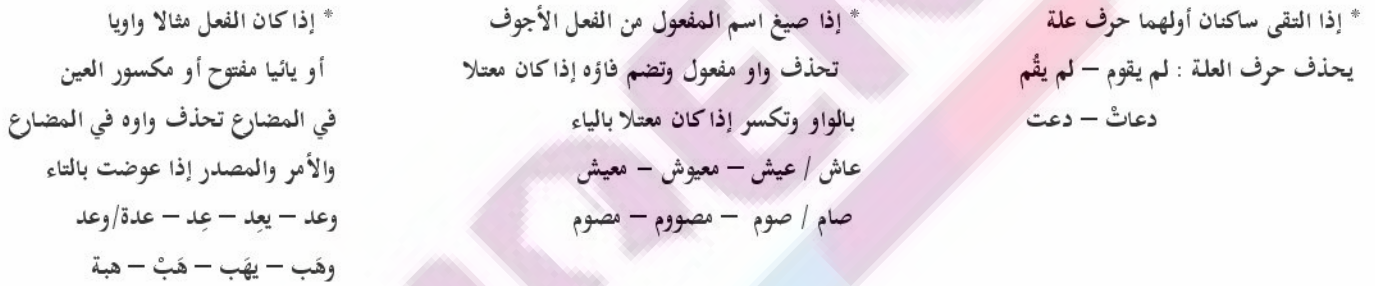 * إذا التقى ساكنان أولهما حرف علة
يحذف حرف العلة : لم يقوم – لم يقُم
دعاتْ – دعت
* إذا صيغ اسم المفعول من الفعل الأجوف
تحذف واو مفعول وتضم فاؤه إذا كان معتلا
بالواو وتكسر إذا كان معتلا بالياء
عاش / عيش – معيوش – معيش
صام / صوم – مصووم – مصوم
* إذا كان الفعل مثالا واويا
أو يائيا مفتوح أو مكسور العين
في المضارع تحذف واوه في المضارع
والأمر والمصدر إذا عوضت بالتاء
وعد – يعِد – عِد – عدة/وعد
وهَب – يهَب – هَبْ – هبة